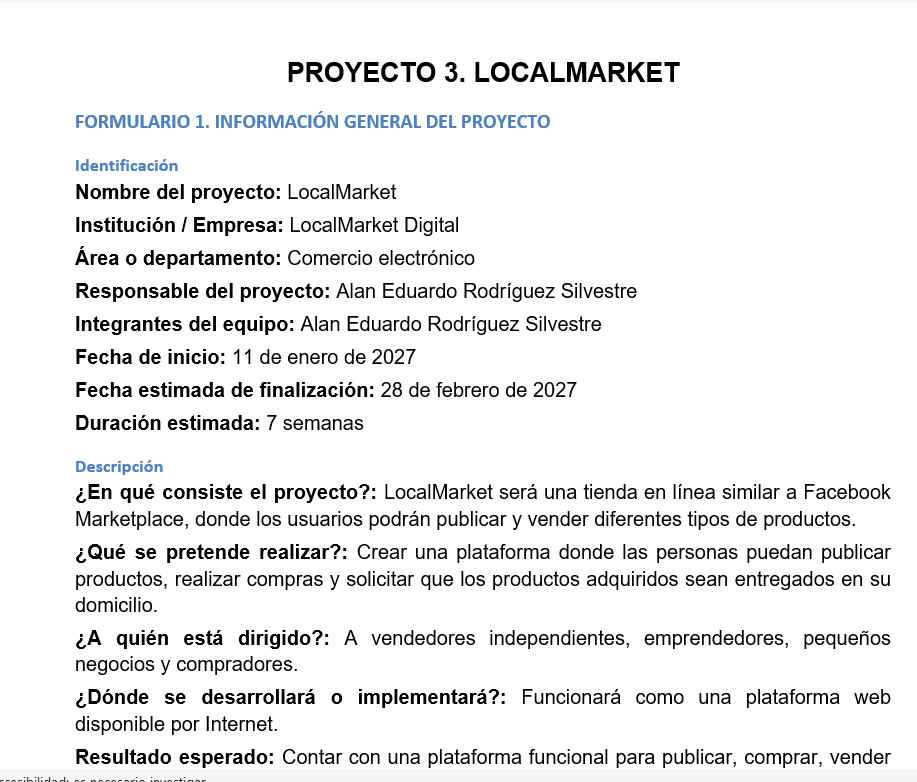 PROYECTO 3. LOCALMARKET
FORMULARIO 1. INFORMACIÓN GENERAL DEL PROYECTO
Identificación
Nombre del proyecto: LocalMarket
Institución / Empresa: LocalMarket Digital
Área o departamento: Comercio electrónico
Responsable del proyecto: Alan Eduardo Rodríguez Silvestre
Integrantes del equipo: Alan Eduardo Rodríguez Silvestre
Fecha de inicio: 11 de enero de 2027
Fecha estimada de finalización: 28 de febrero de 2027
Duración estimada: 7 semanas
Descripción
¿En qué consiste el proyecto?: LocalMarket será una tienda en línea similar a Facebook
Marketplace, donde los usuarios podrán publicar y vender diferentes tipos de productos.
¿Qué se pretende realizar?: Crear una plataforma donde las personas puedan publicar
productos, realizar compras y solicitar que los productos adquiridos sean entregados en su
domicilio.
¿A quién está dirigido?: A vendedores independientes, emprendedores, pequeños
negocios y compradores.
¿Dónde se desarrollará o implementará?: Funcionará como una plataforma web
disponible por Internet.
Resultado esperado: Contar con una plataforma funcional para publicar, comprar, vender
es necesario investigar